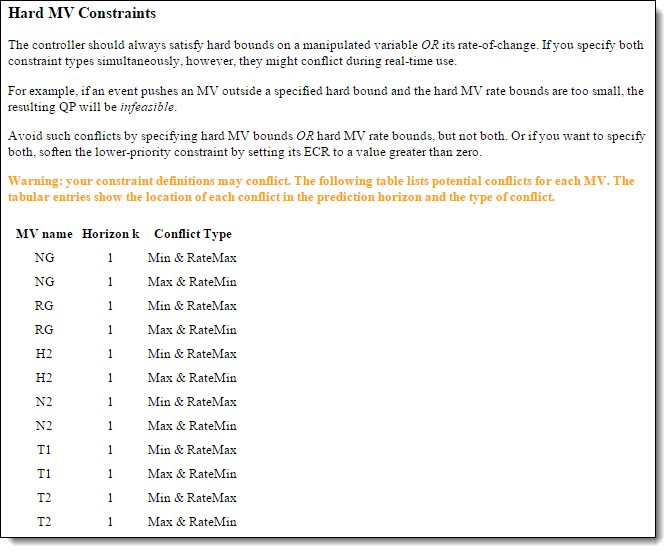 Hard MV Constraints
The controller should always satisfy hard bounds on a manipulated variable OR its rate-of-change. If you specify both
constraint types simultaneously, however, they might conflict during real-time use.
For example, if an event pushes an MV outside a specified hard bound and the hard MV rate bounds are too small, the
resulting QP will be infeasible.
Avoid such conflicts by specifying hard MV bounds OR hard MV rate bounds, but not both. Or if you want to specify
both, soften the lower-priority constraint by setting its ECR to a value greater than zero.
Warning: your constraint definitions may conflict. The following table lists potential conflicts for each MV. The
tabular entries show the location of each conflict in the prediction horizon and the type of conflict.
MV name Horizon k Conflict Type
NG 1 Min & RateMax
NG 1 Max & RateMin
RG 1 Min & RateMax
RG 1 Max & RateMin
H2 1 Min & RateMax
H2 1 Max & RateMin
N2 1 Min & RateMax
N2 1 Max & RateMin
T1 1 Min & RateMax
T1 1 Max & RateMin
T2 1 Min & RateMax
T2 1 Max & RateMin